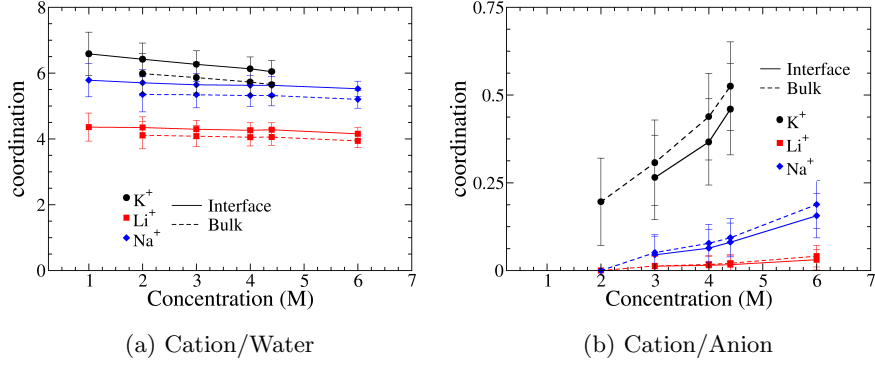 8
6
4
2
0
coordination
K+
Li+
Na+
Interface
Bulk
1 2 3 4 5 6 7
Concentration (M)
(a) Cation/Water
0.75
0.5
0.25
0
coordination
Interface
Bulk
K+
Li+
Na+
1 2 3 4 5 6 7
Concentration (M)
(b) Cation/Anion